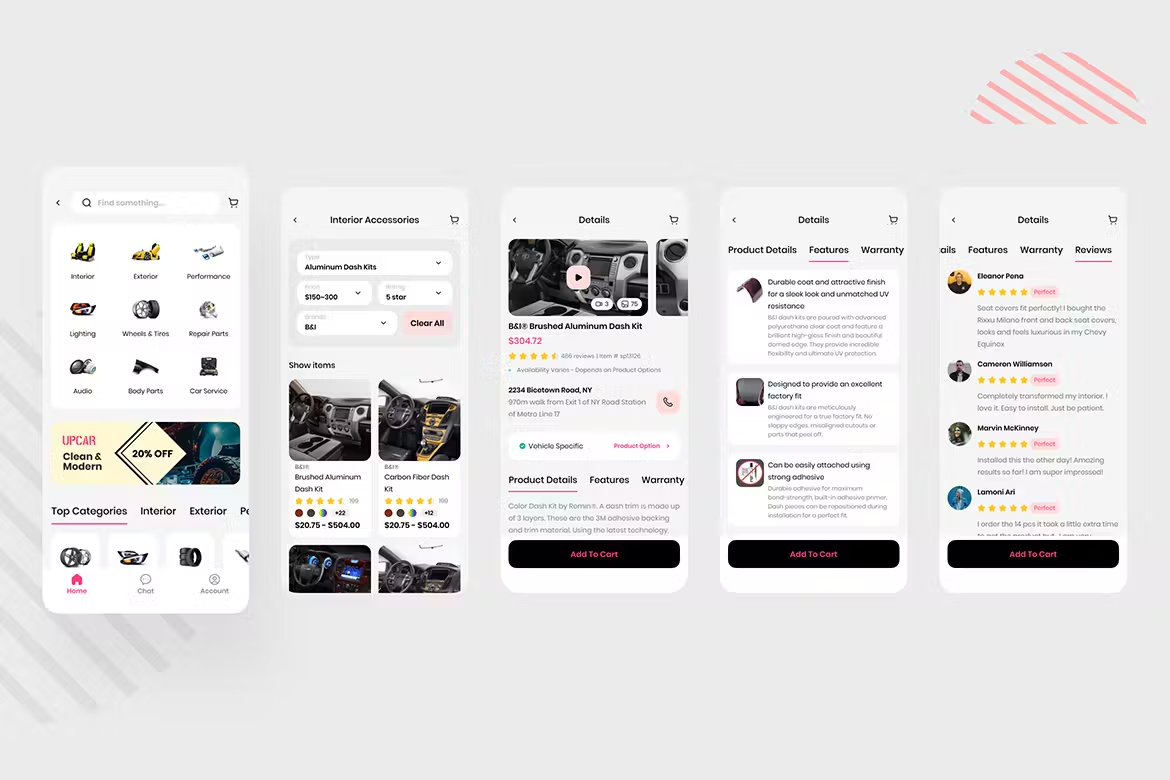 Find something...
Interior
Exterior
Performance
Lighting
Wheels & Tires
Repair Parts
Audio
Body Parts
Car Service
UPCAR
Clean &
Modern
20% OFF
Top Categories
Interior
Exterior
Pe
Home
Chat
Account
Interior Accessories
Type
Aluminum Dash Kits
Price
$150-300
Rating
5 star
Brands
B&I
Clear All
Show items
B&I®
Brushed Aluminum
Dash Kit
199
+22
$20.75 - $504.00
B&I®
Carbon Fiber Dash
Kit
199
+12
$20.75 - $504.00
Details
3
75
B&I® Brushed Aluminum Dash Kit
$304.72
486 reviews | Item # sp13126
Availability Varies - Depends on Product Options
2234 Bicetown Road, NY
970m walk from Exit 1 of NY Road Station
of Metro Line 17
Vehicle Specific
Product Option
Product Details
Features
Warranty
Color Dash Kit by Remin®. A dash trim is made up
of 3 layers. These are the 3M adhesive backing
and trim material. Using the latest technology,
Add To Cart
Details
Product Details
Features
Warranty
Durable coat and attractive finish
for a sleek look and unmatched UV
resistance
B&I dash kits are poured with advanced
polyurethane clear coat and feature a
brilliant high-gloss finish and beautiful
domed edge. They provide incredible
flexibility and ultimate UV protection.
Designed to provide an excellent
factory fit
B&I dash kits are meticulously
engineered for a true factory fit. No
sloppy edges, misaligned cutouts or
parts that peel off.
Can be easily attached using
strong adhesive
Durable adhesive for maximum
bond-strength, built-in adhesive primer.
Dash pieces can be repositioned during
installation for a perfect fit.
Add To Cart
Details
ails
Features
Warranty
Reviews
Eleanor Pena
Perfect
Seat covers fit perfectly! I bought the
Rixxu Milano front and back seat covers,
looks and feels luxurious in my Chevy
Equinox
Cameron Williamson
Perfect
Completely transformed my interior. I
love it. Easy to install. Just be patient.
Marvin McKinney
Perfect
Installed this the other day! Amazing
results so far! I am super impressed!
Lamoni Ari
Perfect
I order the 14 pcs it took a little extra time
Add To Cart